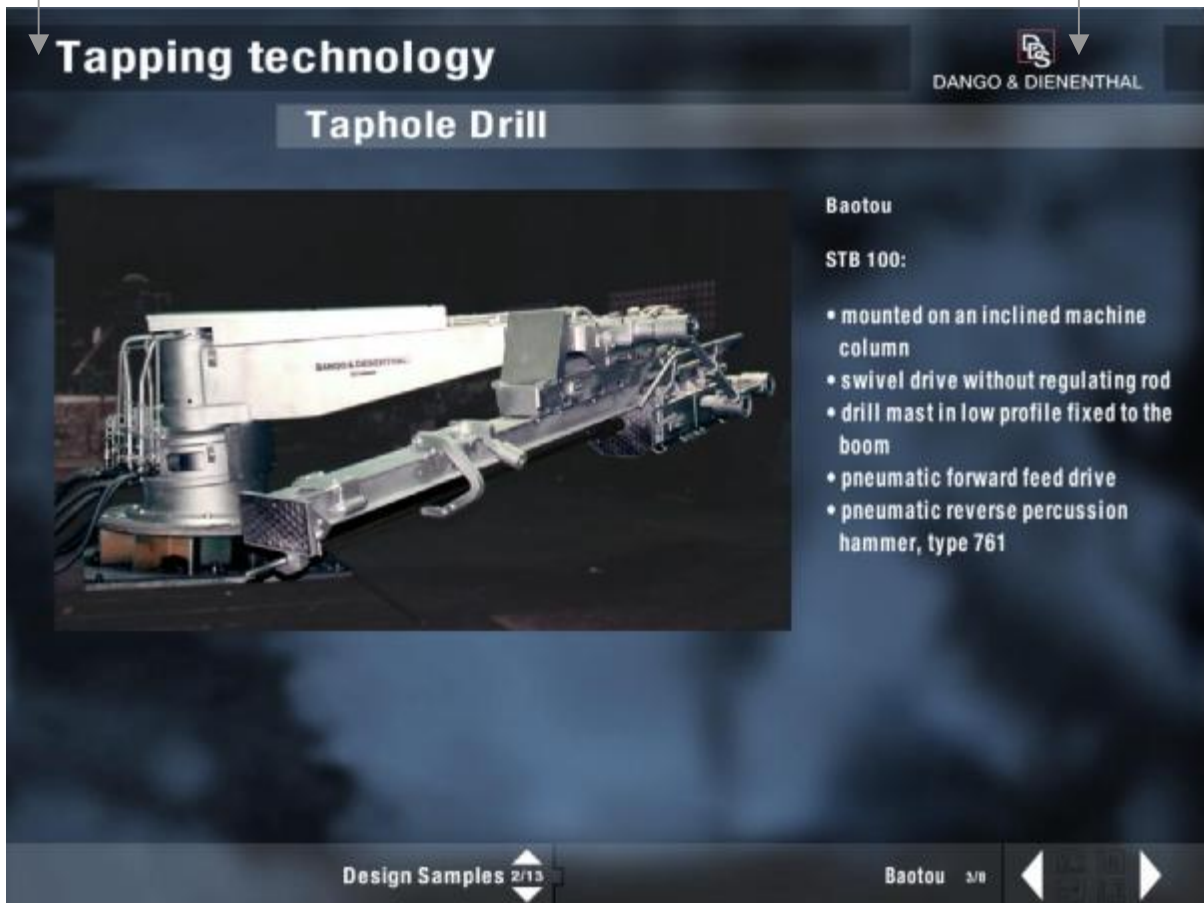 Tapping technology
DDS
DANGO & DIENENTHAL
Taphole Drill
Baotou
STB 100:
• mounted on an inclined machine
column
• swivel drive without regulating rod
• drill mast in low profile fixed to the
boom
• pneumatic forward feed drive
• pneumatic reverse percussion
hammer, type 761
DANGO & DIENENTHAL
Design Samples 2/13
Baotou 3/8